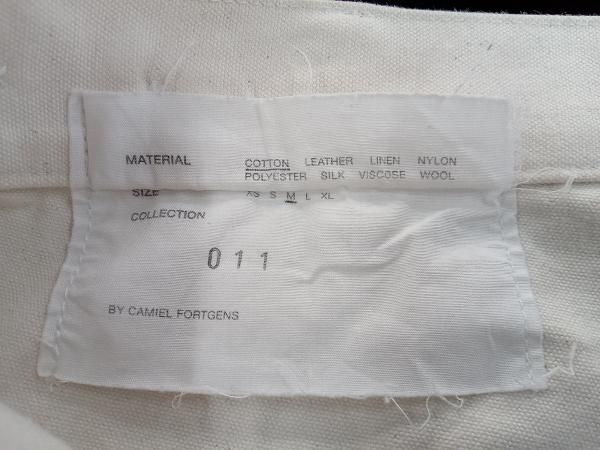 MATERIAL COTTON LEATHER LINEN NYLON
POLYESTER SILK VISCOSE WOOL
SIZE XS S M L XL
COLLECTION
011
BY CAMIEL FORTGENS